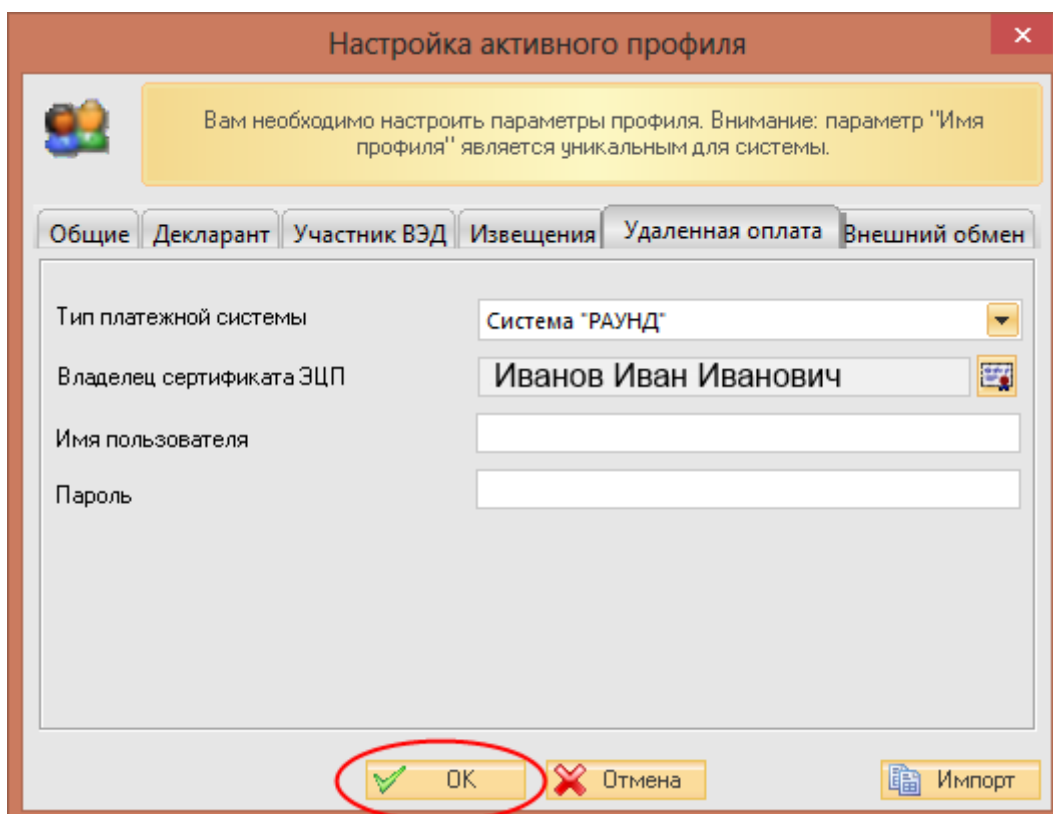 Настройка активного профиля
Вам необходимо настроить параметры профиля. Внимание: параметр "Имя
профиля" является уникальным для системы.
Общие Декларант Участник ВЭД Извещения Удаленная оплата Внешний обмен
Тип платежной системы Система "РАУНД"
Владелец сертификата ЭЦП Иванов Иван Иванович
Имя пользователя
Пароль
ОК Отмена Импорт